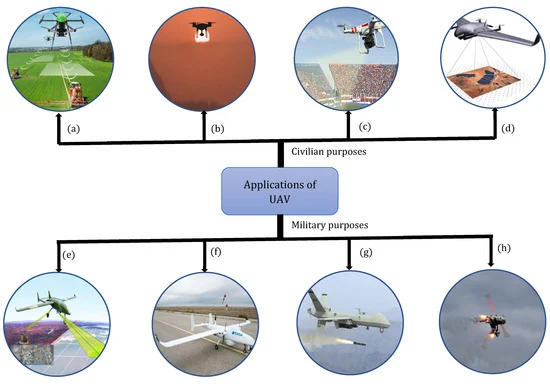 (a)
(b)
(c)
(d)
Civilian purposes
Applications of
UAV
Military purposes
(e)
(f)
(g)
(h)